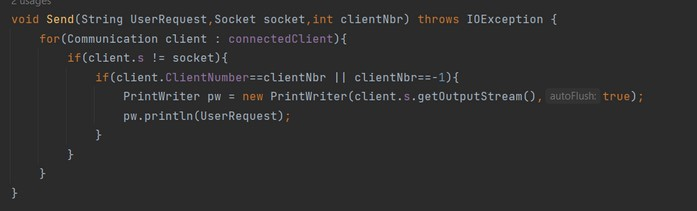 2 usages
void Send(String UserRequest,Socket socket,int clientNbr) throws IOException {
for(Communication client : connectedClient){
if(client.s != socket){
if(client.ClientNumber==clientNbr || clientNbr==-1){
PrintWriter pw = new PrintWriter(client.s.getOutputStream(), autoFlush: true);
pw.println(UserRequest);
}
}
}
}